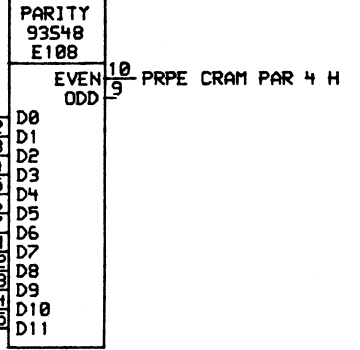 PARITY
93S48
E108
EVEN 10 PRPE CRAM PAR 4 H
ODD 9
D0
D1
D2
D3
D4
D5
D6
D7
D8
D9
D10
D11